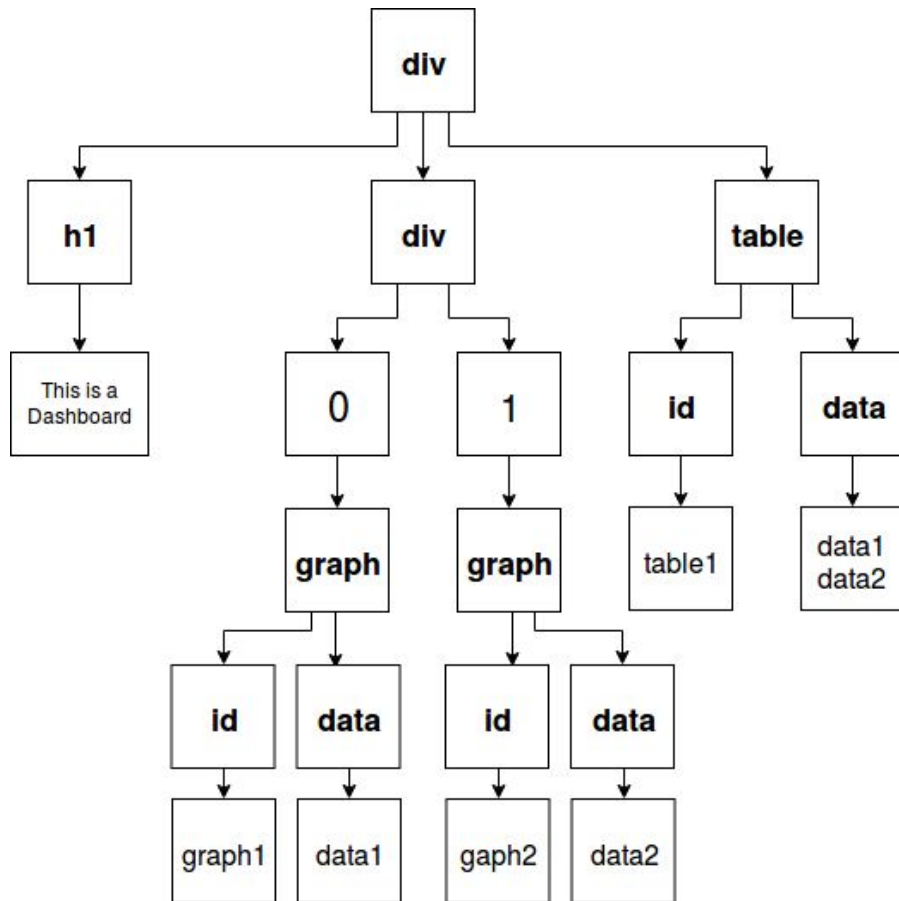 div
h1
div
table
This is a
Dashboard
0
1
id
data
graph
graph
table1
data1
data2
id
data
id
data
graph1
data1
gaph2
data2